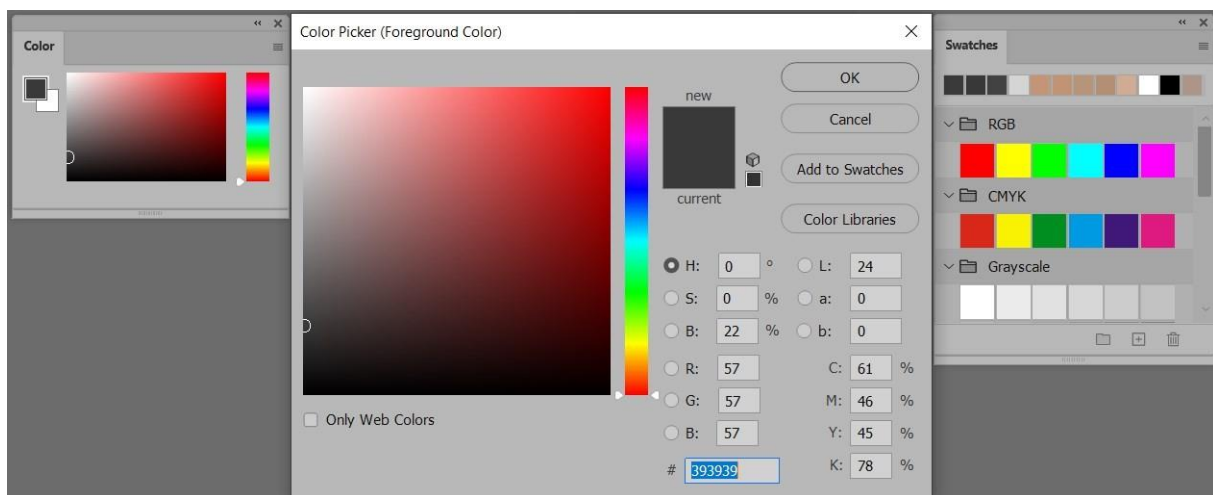 Color
Color Picker (Foreground Color)
new
current
OK
Cancel
Add to Swatches
Color Libraries
H: 0 °
S: 0 %
B: 22 %
R: 57
G: 57
B: 57
# 393939
L: 24
a: 0
b: 0
C: 61 %
M: 46 %
Y: 45 %
K: 78 %
Only Web Colors
Swatches
RGB
CMYK
Grayscale